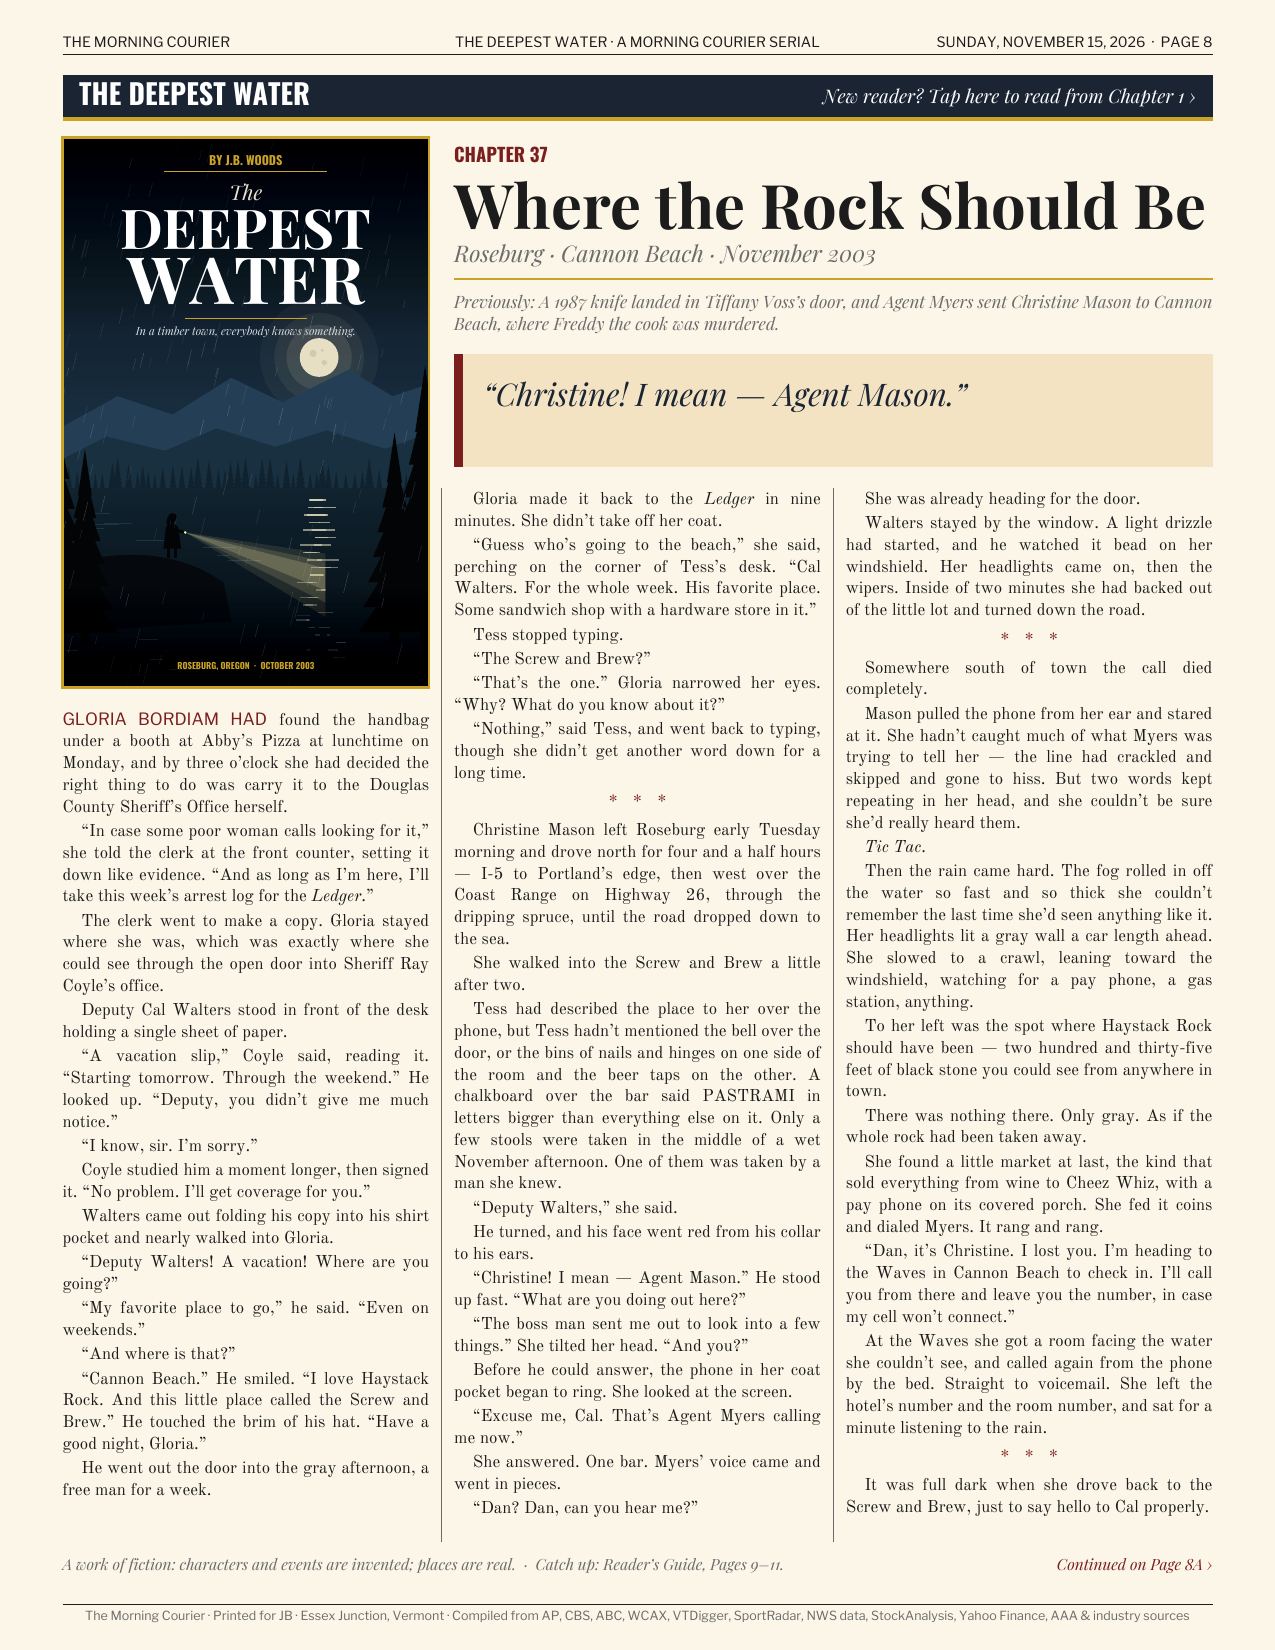 THE MORNING COURIER
THE DEEPEST WATER · A MORNING COURIER SERIAL
SUNDAY, NOVEMBER 15, 2026 · PAGE 8
THE DEEPEST WATER
New reader? Tap here to read from Chapter 1 ›
BY J.B. WOODS
The
DEEPEST
WATER
In a timber town, everybody knows something.
ROSEBURG, OREGON · OCTOBER 2003
CHAPTER 37
Where the Rock Should Be
Roseburg · Cannon Beach · November 2003
Previously: A 1987 knife landed in Tiffany Voss’s door, and Agent Myers sent Christine Mason to Cannon
Beach, where Freddy the cook was murdered.
“Christine! I mean — Agent Mason.”
GLORIA BORDIAM HAD found the handbag
under a booth at Abby’s Pizza at lunchtime on
Monday, and by three o’clock she had decided the
right thing to do was carry it to the Douglas
County Sheriff’s Office herself.
“In case some poor woman calls looking for it,”
she told the clerk at the front counter, setting it
down like evidence. “And as long as I’m here, I’ll
take this week’s arrest log for the Ledger.”
The clerk went to make a copy. Gloria stayed
where she was, which was exactly where she
could see through the open door into Sheriff Ray
Coyle’s office.
Deputy Cal Walters stood in front of the desk
holding a single sheet of paper.
“A vacation slip,” Coyle said, reading it.
“Starting tomorrow. Through the weekend.” He
looked up. “Deputy, you didn’t give me much
notice.”
“I know, sir. I’m sorry.”
Coyle studied him a moment longer, then signed
it. “No problem. I’ll get coverage for you.”
Walters came out folding his copy into his shirt
pocket and nearly walked into Gloria.
“Deputy Walters! A vacation! Where are you
going?”
“My favorite place to go,” he said. “Even on
weekends.”
“And where is that?”
“Cannon Beach.” He smiled. “I love Haystack
Rock. And this little place called the Screw and
Brew.” He touched the brim of his hat. “Have a
good night, Gloria.”
He went out the door into the gray afternoon, a
free man for a week.
Gloria made it back to the Ledger in nine
minutes. She didn’t take off her coat.
“Guess who’s going to the beach,” she said,
perching on the corner of Tess’s desk. “Cal
Walters. For the whole week. His favorite place.
Some sandwich shop with a hardware store in it.”
Tess stopped typing.
“The Screw and Brew?”
“That’s the one.” Gloria narrowed her eyes.
“Why? What do you know about it?”
“Nothing,” said Tess, and went back to typing,
though she didn’t get another word down for a
long time.
* * *
Christine Mason left Roseburg early Tuesday
morning and drove north for four and a half hours
— I-5 to Portland’s edge, then west over the
Coast Range on Highway 26, through the
dripping spruce, until the road dropped down to
the sea.
She walked into the Screw and Brew a little
after two.
Tess had described the place to her over the
phone, but Tess hadn’t mentioned the bell over the
door, or the bins of nails and hinges on one side of
the room and the beer taps on the other. A
chalkboard over the bar said PASTRAMI in
letters bigger than everything else on it. Only a
few stools were taken in the middle of a wet
November afternoon. One of them was taken by a
man she knew.
“Deputy Walters,” she said.
He turned, and his face went red from his collar
to his ears.
“Christine! I mean — Agent Mason.” He stood
up fast. “What are you doing out here?”
“The boss man sent me out to look into a few
things.” She tilted her head. “And you?”
Before he could answer, the phone in her coat
pocket began to ring. She looked at the screen.
“Excuse me, Cal. That’s Agent Myers calling
me now.”
She answered. One bar. Myers’ voice came and
went in pieces.
“Dan? Dan, can you hear me?”
She was already heading for the door.
Walters stayed by the window. A light drizzle
had started, and he watched it bead on her
windshield. Her headlights came on, then the
wipers. Inside of two minutes she had backed out
of the little lot and turned down the road.
* * *
Somewhere south of town the call died
completely.
Mason pulled the phone from her ear and stared
at it. She hadn’t caught much of what Myers was
trying to tell her — the line had crackled and
skipped and gone to hiss. But two words kept
repeating in her head, and she couldn’t be sure
she’d really heard them.
Tic Tac.
Then the rain came hard. The fog rolled in off
the water so fast and so thick she couldn’t
remember the last time she’d seen anything like it.
Her headlights lit a gray wall a car length ahead.
She slowed to a crawl, leaning toward the
windshield, watching for a pay phone, a gas
station, anything.
To her left was the spot where Haystack Rock
should have been — two hundred and thirty-five
feet of black stone you could see from anywhere in
town.
There was nothing there. Only gray. As if the
whole rock had been taken away.
She found a little market at last, the kind that
sold everything from wine to Cheez Whiz, with a
pay phone on its covered porch. She fed it coins
and dialed Myers. It rang and rang.
“Dan, it’s Christine. I lost you. I’m heading to
the Waves in Cannon Beach to check in. I’ll call
you from there and leave you the number, in case
my cell won’t connect.”
At the Waves she got a room facing the water
she couldn’t see, and called again from the phone
by the bed. Straight to voicemail. She left the
hotel’s number and the room number, and sat for a
minute listening to the rain.
* * *
It was full dark when she drove back to the
Screw and Brew, just to say hello to Cal properly.
A work of fiction: characters and events are invented; places are real. · Catch up: Reader’s Guide, Pages 9–11.
Continued on Page 8A ›
The Morning Courier · Printed for JB · Essex Junction, Vermont · Compiled from AP, CBS, ABC, WCAX, VTDigger, SportRadar, NWS data, StockAnalysis, Yahoo Finance, AAA & industry sources